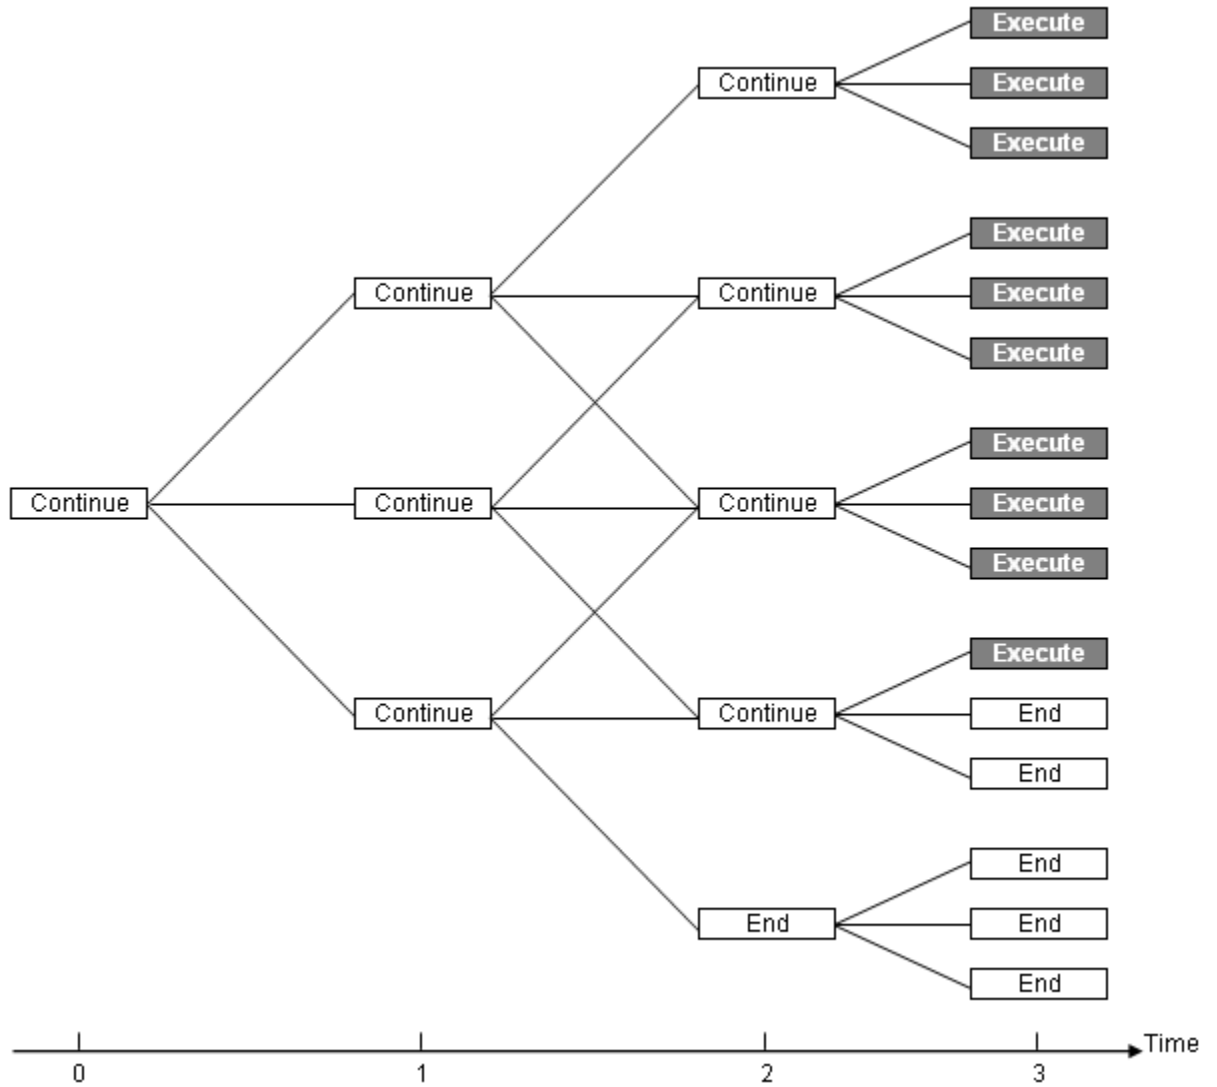 Execute
Continue Execute
Execute
Execute
Continue Continue Execute
Execute
Execute
Continue Continue Continue Execute
Execute
Execute
Continue Continue End
End
End
End End
End
Time
0 1 2 3